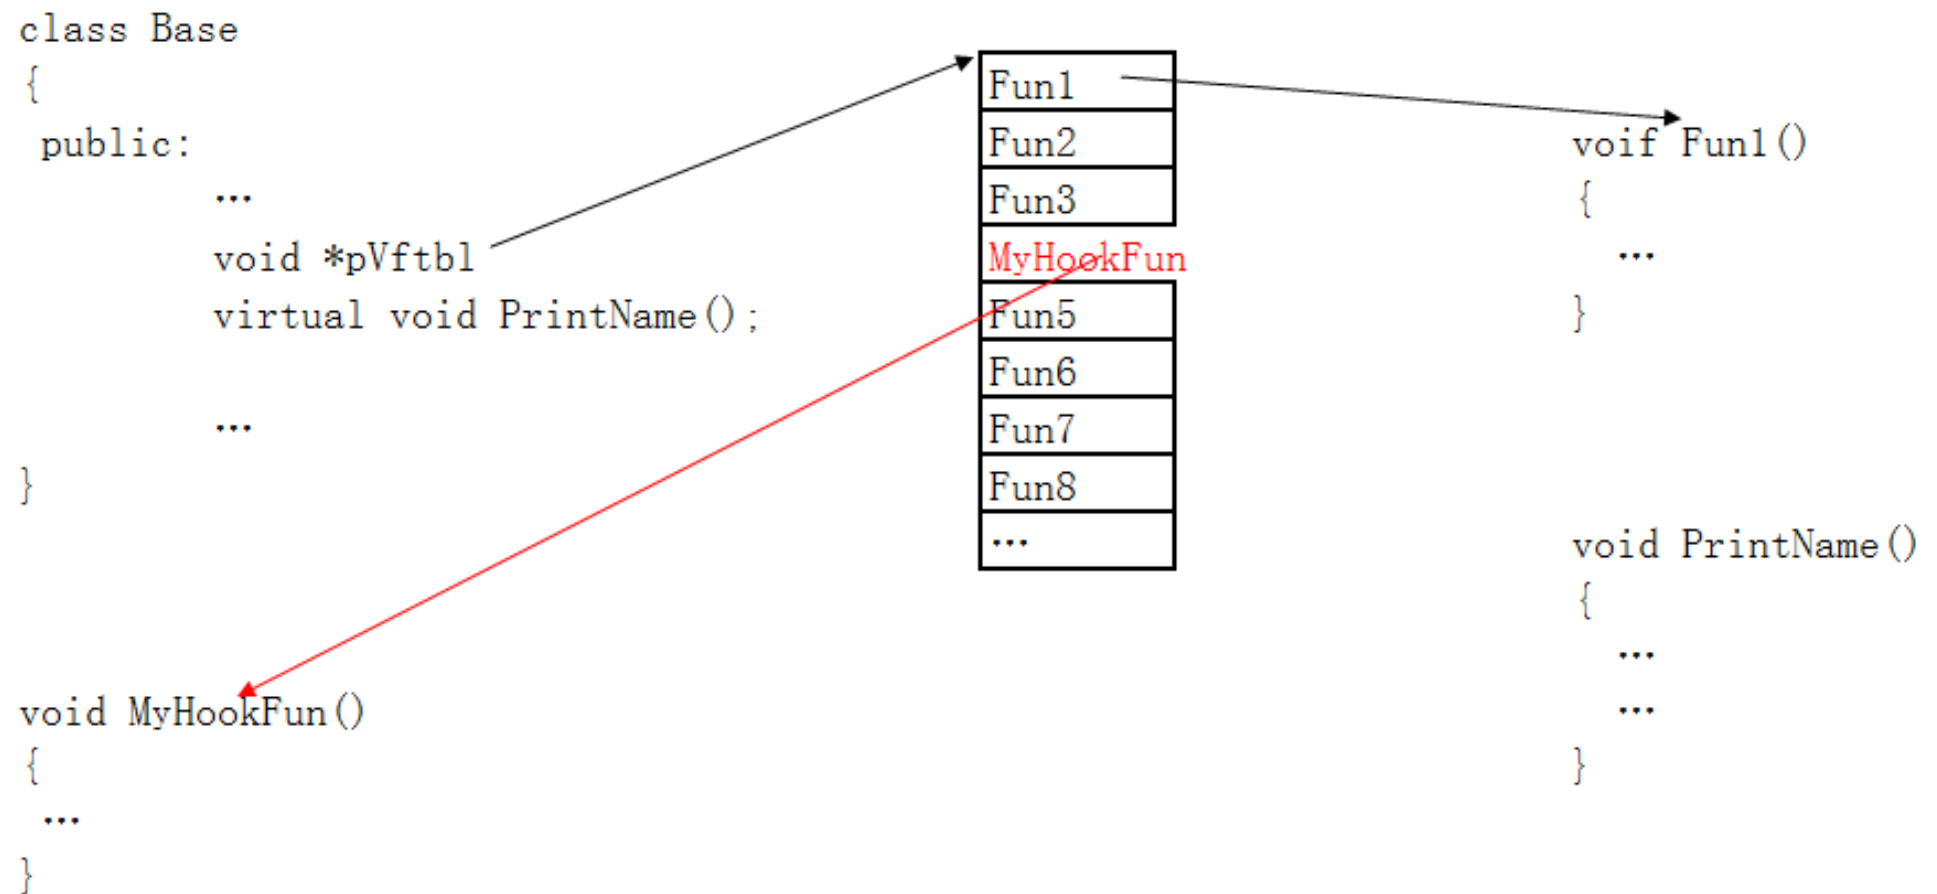 class Base
{
public:
…
void *pVftbl
virtual void PrintName();
…
}
void MyHookFun()
{
…
}
Fun1
Fun2
Fun3
MyHookFun
Fun5
Fun6
Fun7
Fun8
…
voif Fun1()
{
…
}
void PrintName()
{
…
…
}